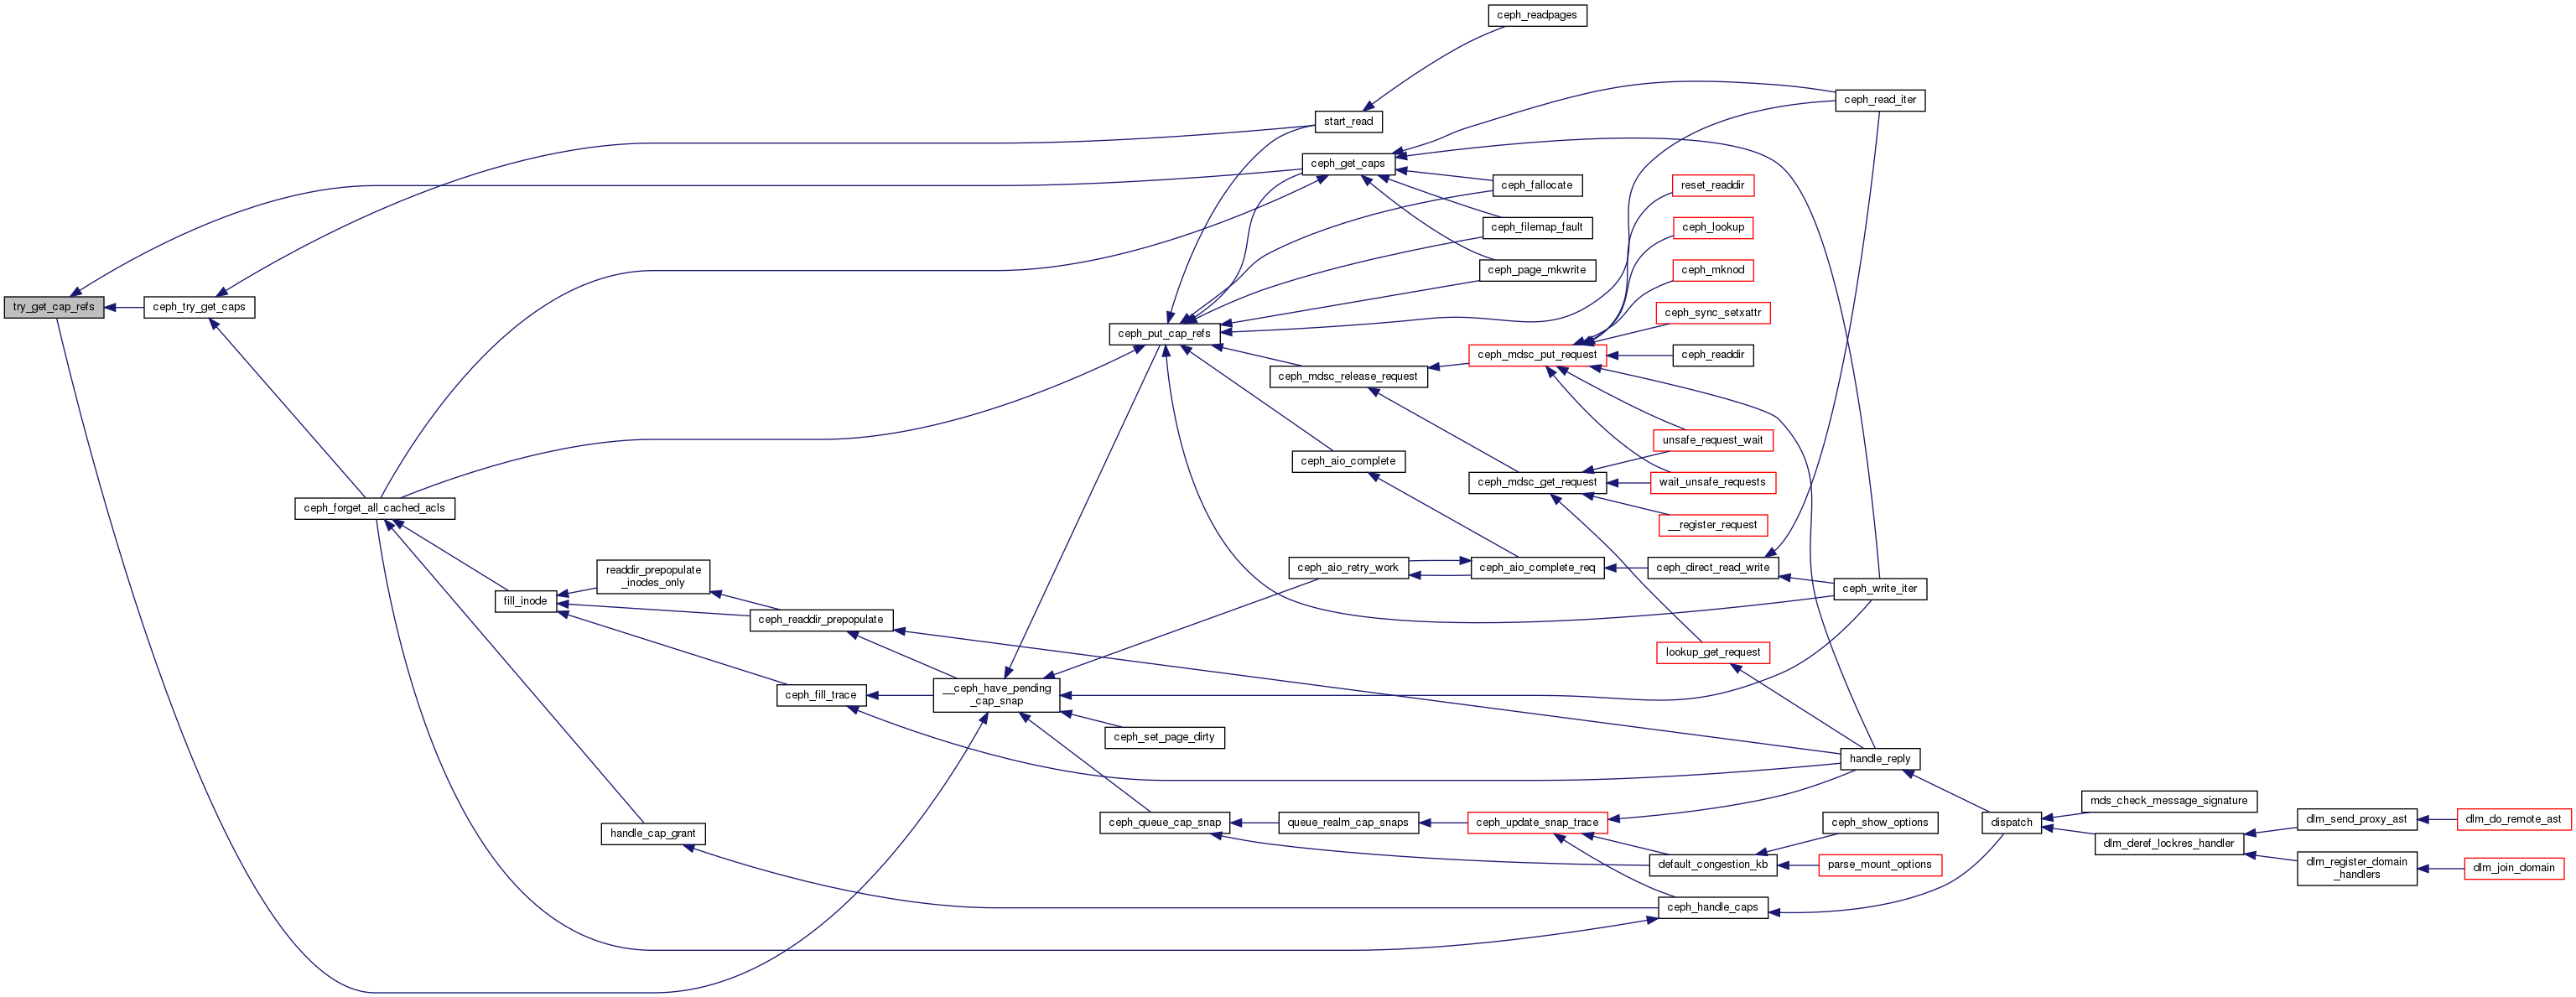 ceph_readpages
ceph_read_iter
start_read
ceph_get_caps
ceph_fallocate
reset_readdir
ceph_filemap_fault
ceph_lookup
ceph_page_mkwrite
ceph_mknod
try_get_cap_refs
ceph_try_get_caps
ceph_sync_setxattr
ceph_put_cap_refs
ceph_mdsc_put_request
ceph_readdir
ceph_mdsc_release_request
unsafe_request_wait
ceph_aio_complete
ceph_mdsc_get_request
wait_unsafe_requests
ceph_forget_all_cached_acls
__register_request
readdir_prepopulate
_inodes_only
ceph_aio_retry_work
ceph_aio_complete_req
ceph_direct_read_write
ceph_write_iter
fill_inode
ceph_readdir_prepopulate
lookup_get_request
ceph_fill_trace
__ceph_have_pending
_cap_snap
ceph_set_page_dirty
handle_reply
mds_check_message_signature
handle_cap_grant
ceph_queue_cap_snap
queue_realm_cap_snaps
ceph_update_snap_trace
ceph_show_options
dispatch
dlm_send_proxy_ast
dlm_do_remote_ast
dlm_deref_lockres_handler
default_congestion_kb
parse_mount_options
dlm_register_domain
_handlers
dlm_join_domain
ceph_handle_caps